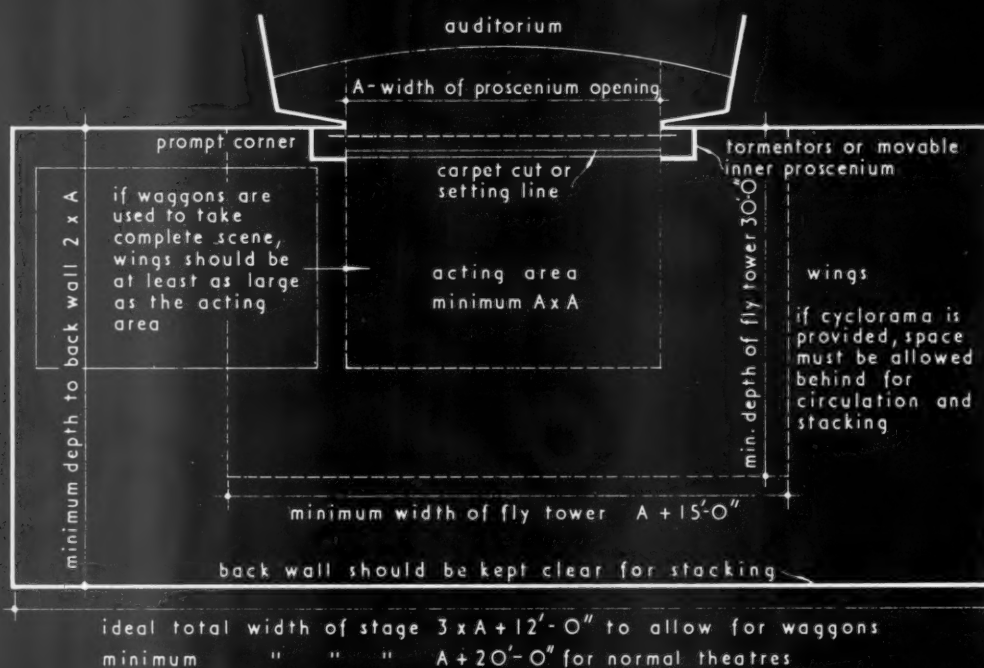 auditorium
A-width of proscenium opening
prompt corner
tormentors or movable
inner proscenium
carpet cut or
setting line
if waggons are
used to take
complete scene,
wings should be
at least as large
as the acting
area
acting area
minimum A x A
wings
if cyclorama is
provided, space
must be allowed
behind for
circulation and
stacking
minimum depth to back wall 2 x A
min. depth of fly tower 30'-0"
minimum width of fly tower A + 15'-0"
back wall should be kept clear for stacking
ideal total width of stage 3 x A + 12'-0" to allow for waggons
minimum " " " A + 20'-0" for normal theatres